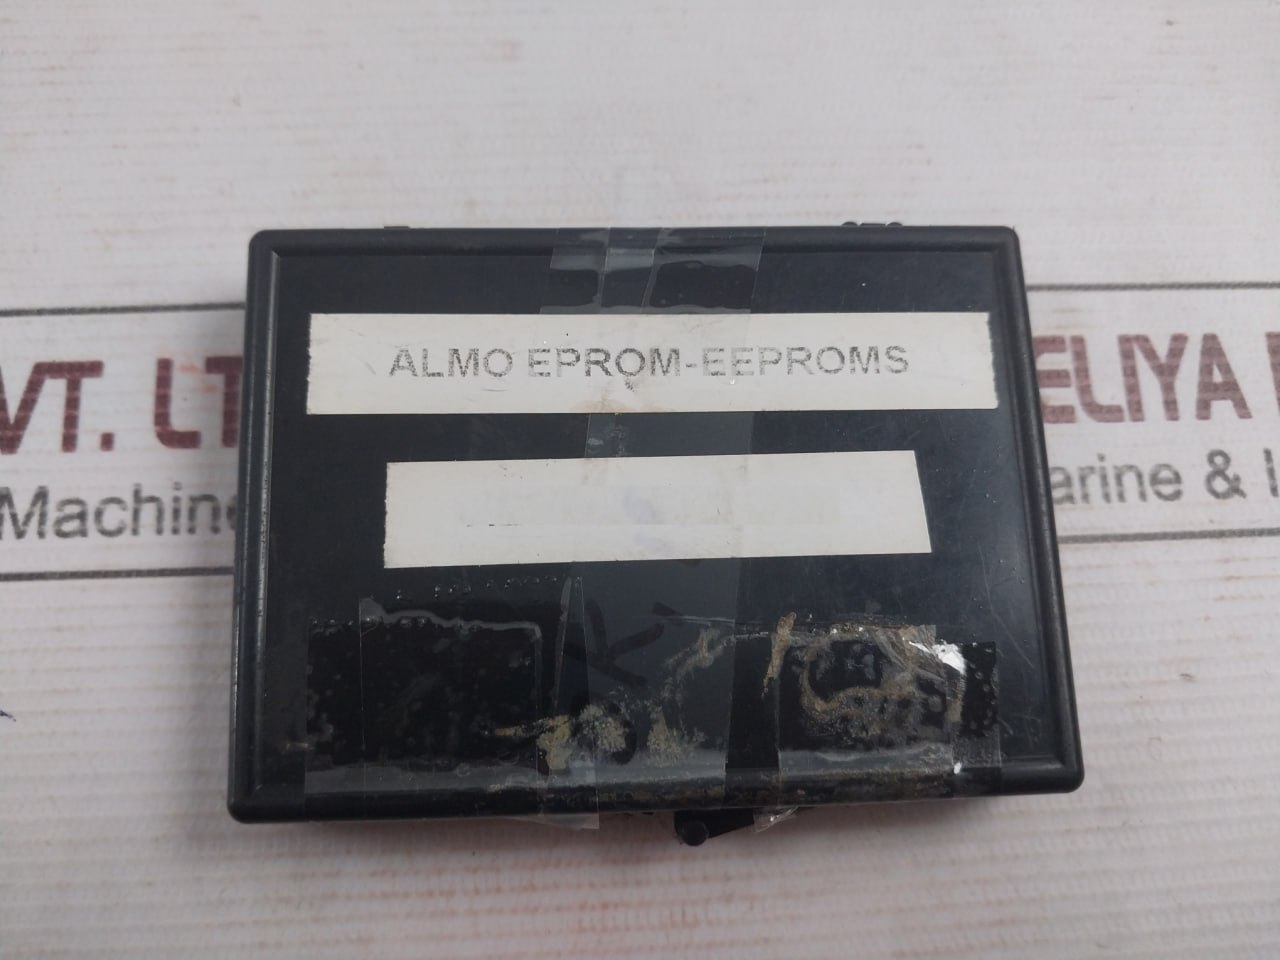 ALMO EPROM-EEPROMS
VT. LT
ELIYA
Machine
arine & I